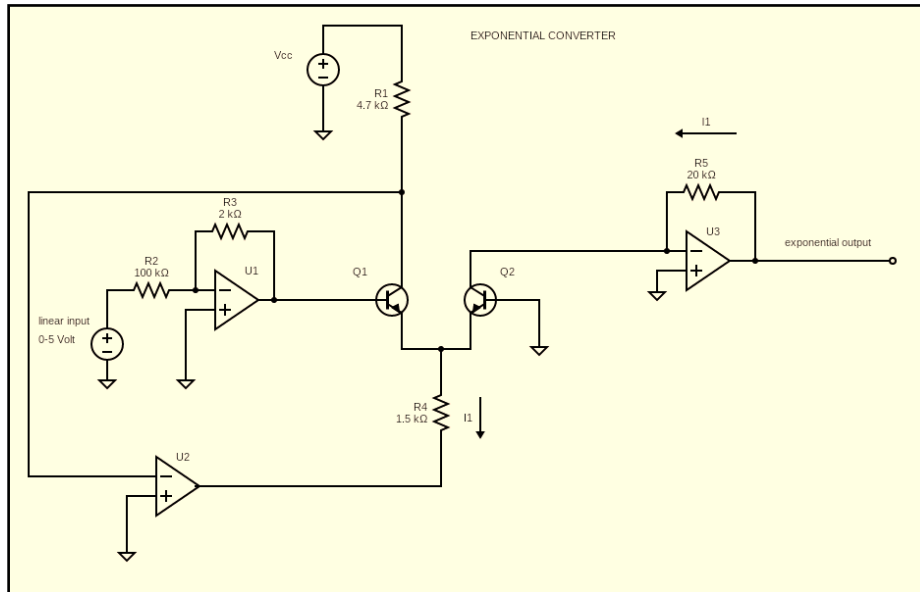 EXPONENTIAL CONVERTER
Vcc
R1
4.7 kΩ
I1
R5
20 kΩ
R3
2 kΩ
U3
exponential output
R2
100 kΩ
U1
Q1
Q2
linear input
0-5 Volt
R4
1.5 kΩ
I1
U2